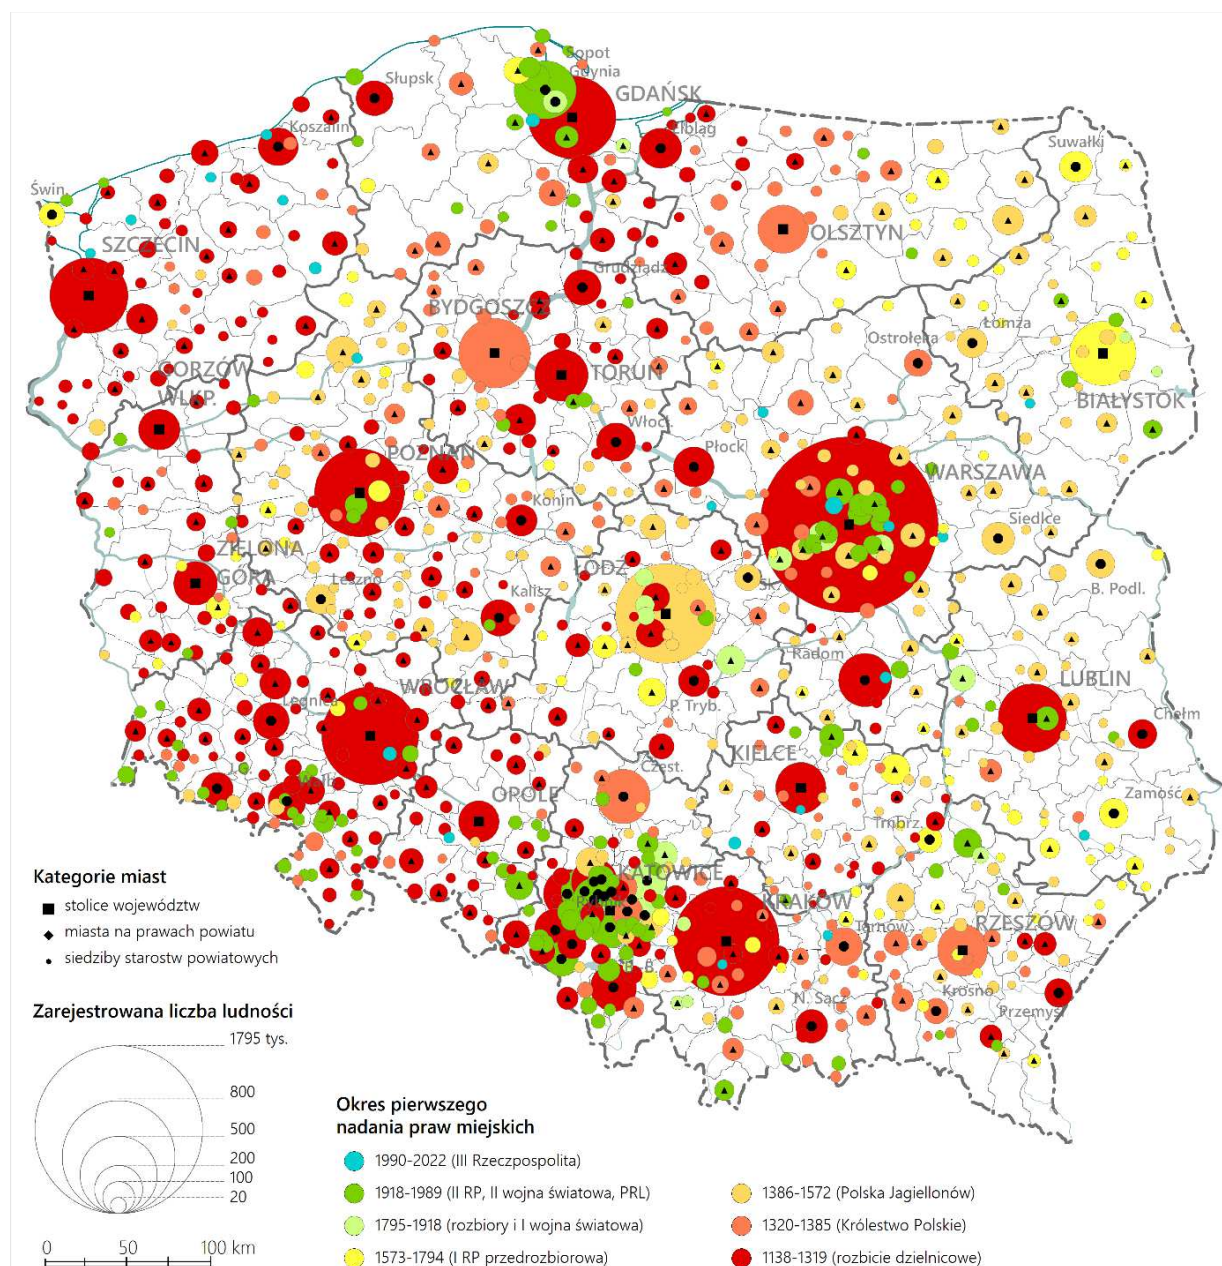 Sopot
Gdynia
Słupsk
GDAŃSK
Koszalin
Elbląg
Suwałki
Świn.
SZCZECIN
OLSZTYN
Grudziądz
BYDGOSZCZ
Ostrołęka
Łomża
GORZÓW
WLKP.
TORUŃ
BIAŁYSTOK
Włocł.
POZNAŃ
Płock
WARSZAWA
Konin
Siedlce
ZIELONA
GÓRA
ŁÓDŹ
Leszno
Kalisz
Sk.
B. Podl.
Radom
WROCŁAW
LUBLIN
Legnica
P. Tryb.
Chełm
KIELCE
Częst.
Wałb.
OPOLE
Zamość
Trnbrz.
KATOWICE
KRAKÓW
RZESZÓW
Tarnów
B.-B.
N. Sącz
Krosno
Przemyśl
Kategorie miast
stolice województw
miasta na prawach powiatu
siedziby starostw powiatowych
Zarejestrowana liczba ludności
1795 tys.
800
500
200
100
20
0 50 100 km
Okres pierwszego
nadania praw miejskich
1990-2022 (III Rzeczpospolita)
1918-1989 (II RP, II wojna światowa, PRL)
1795-1918 (rozbiory i I wojna światowa)
1573-1794 (I RP przedrozbiorowa)
1386-1572 (Polska Jagiellonów)
1320-1385 (Królestwo Polskie)
1138-1319 (rozbicie dzielnicowe)